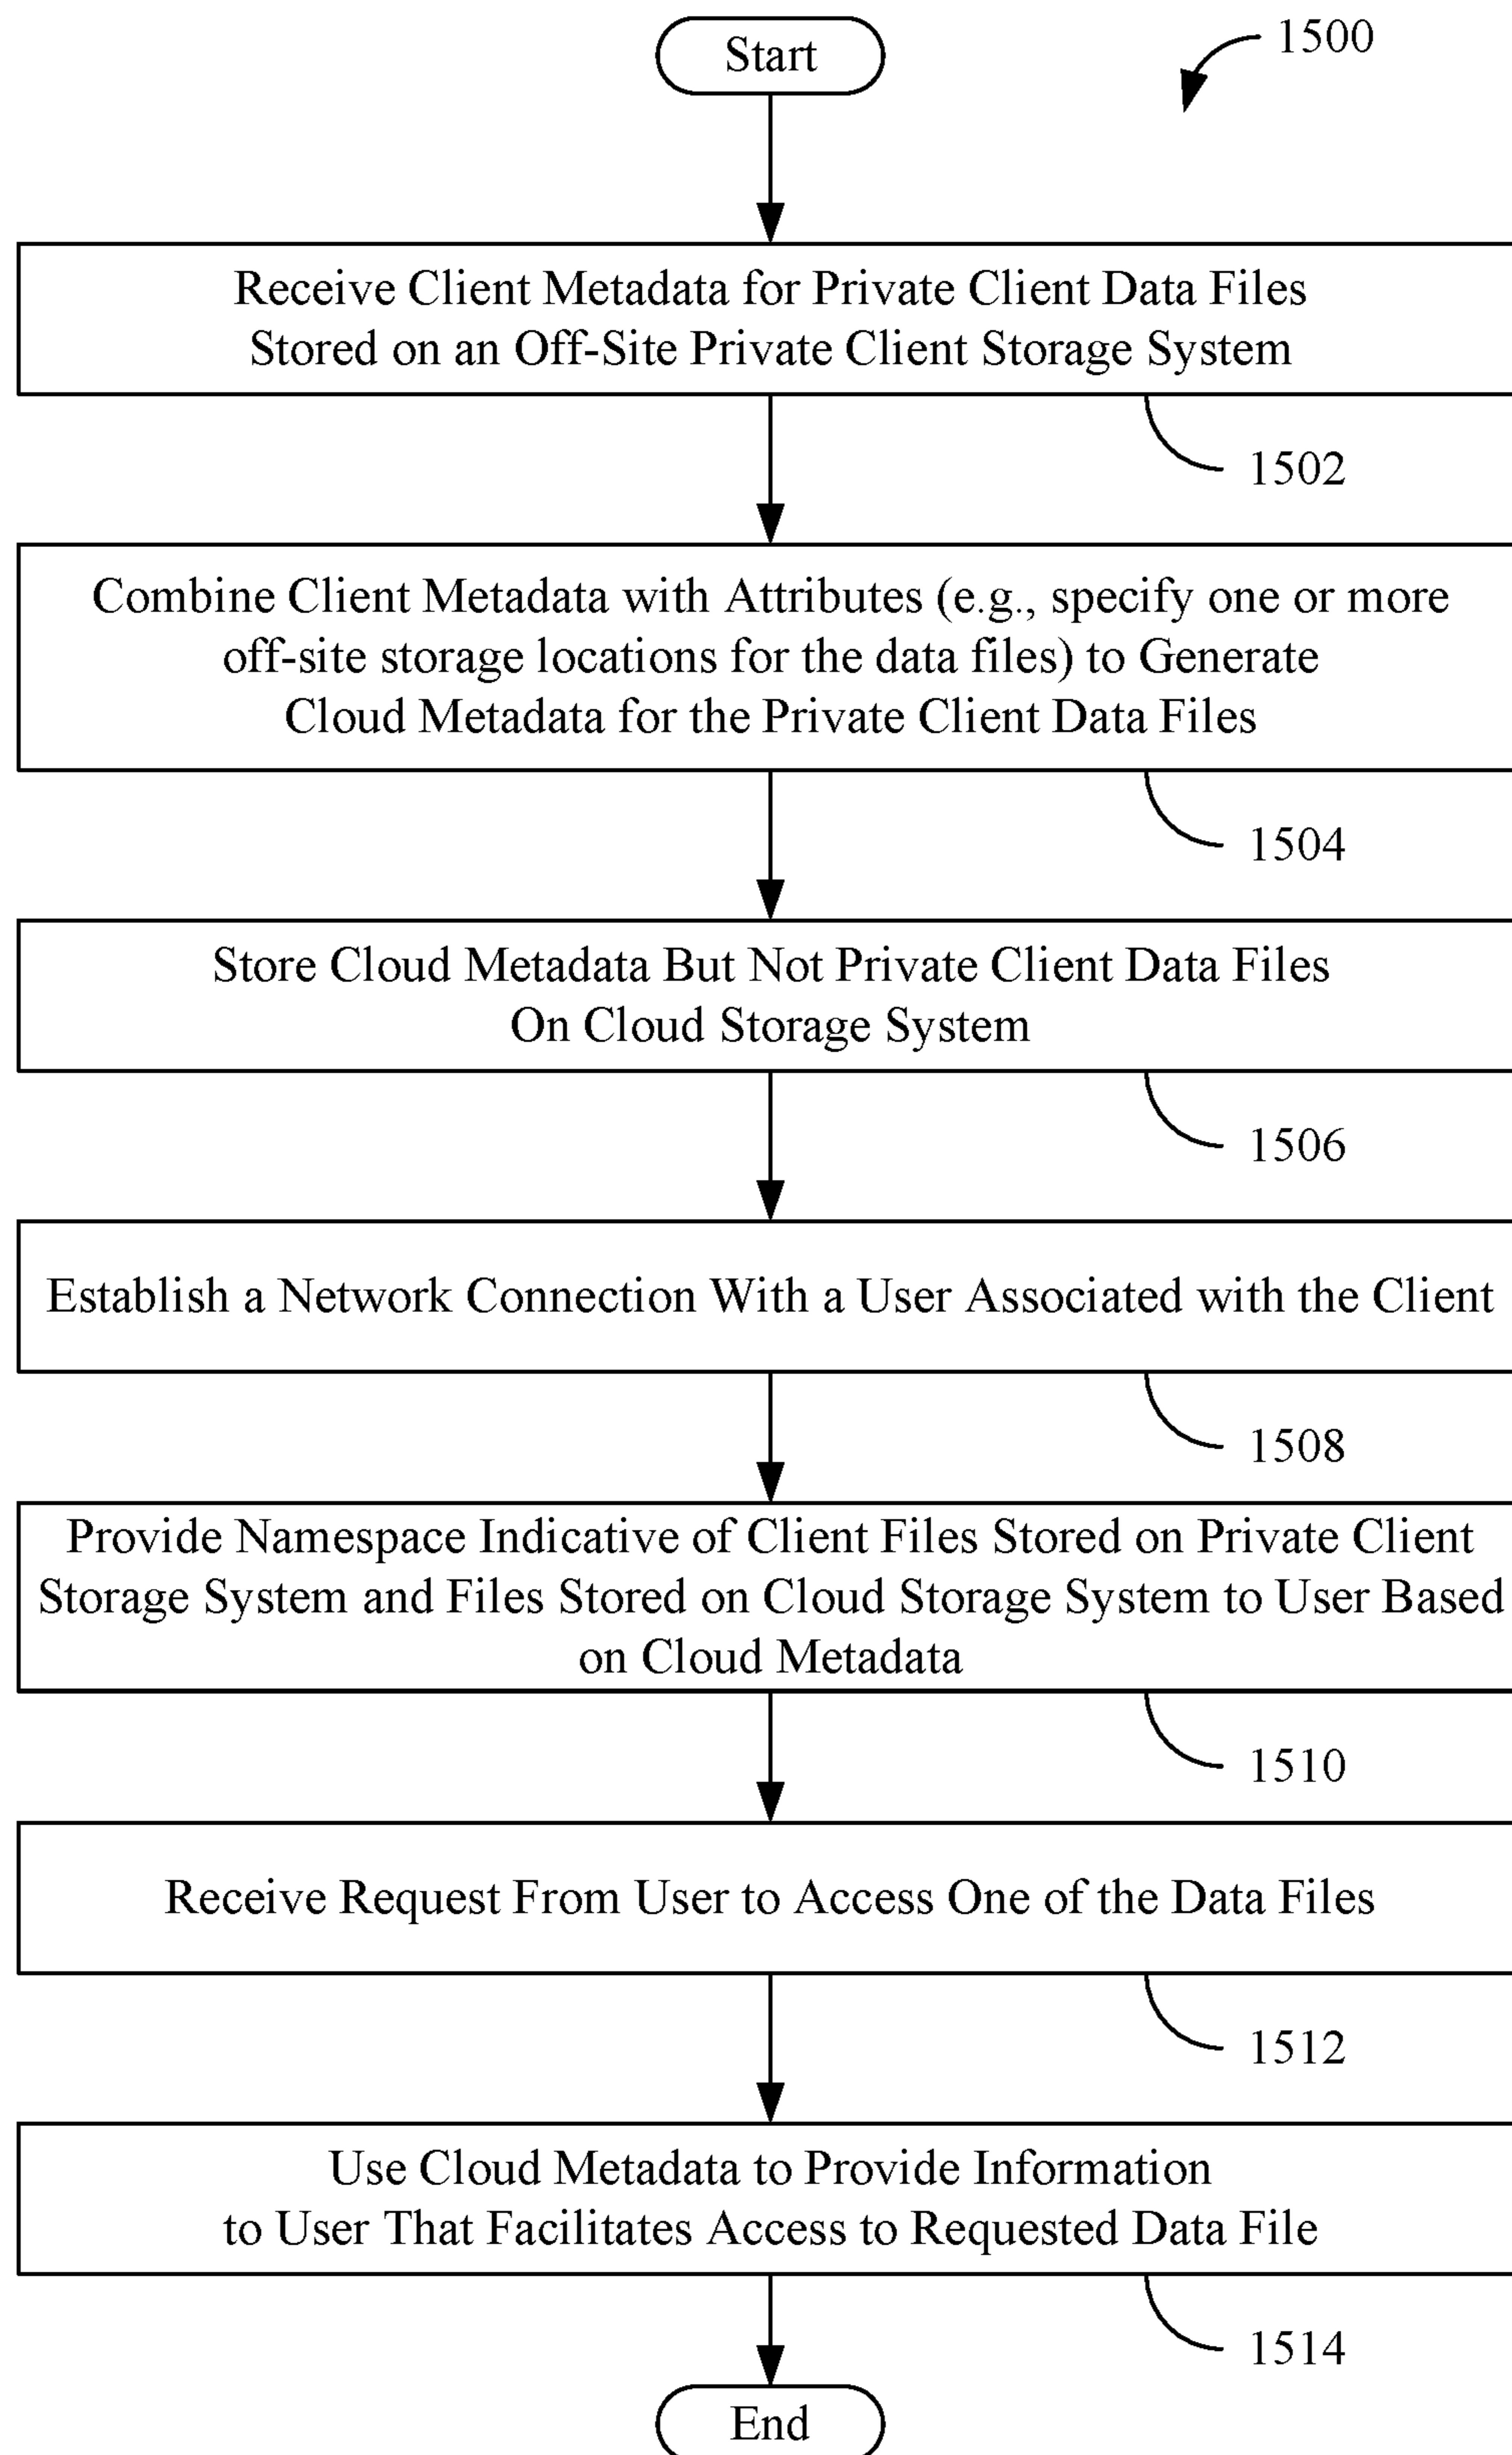 Start
1500
Receive Client Metadata for Private Client Data Files
Stored on an Off-Site Private Client Storage System
1502
Combine Client Metadata with Attributes (e.g., specify one or more
off-site storage locations for the data files) to Generate
Cloud Metadata for the Private Client Data Files
1504
Store Cloud Metadata But Not Private Client Data Files
On Cloud Storage System
1506
Establish a Network Connection With a User Associated with the Client
1508
Provide Namespace Indicative of Client Files Stored on Private Client
Storage System and Files Stored on Cloud Storage System to User Based
on Cloud Metadata
1510
Receive Request From User to Access One of the Data Files
1512
Use Cloud Metadata to Provide Information
to User That Facilitates Access to Requested Data File
1514
End